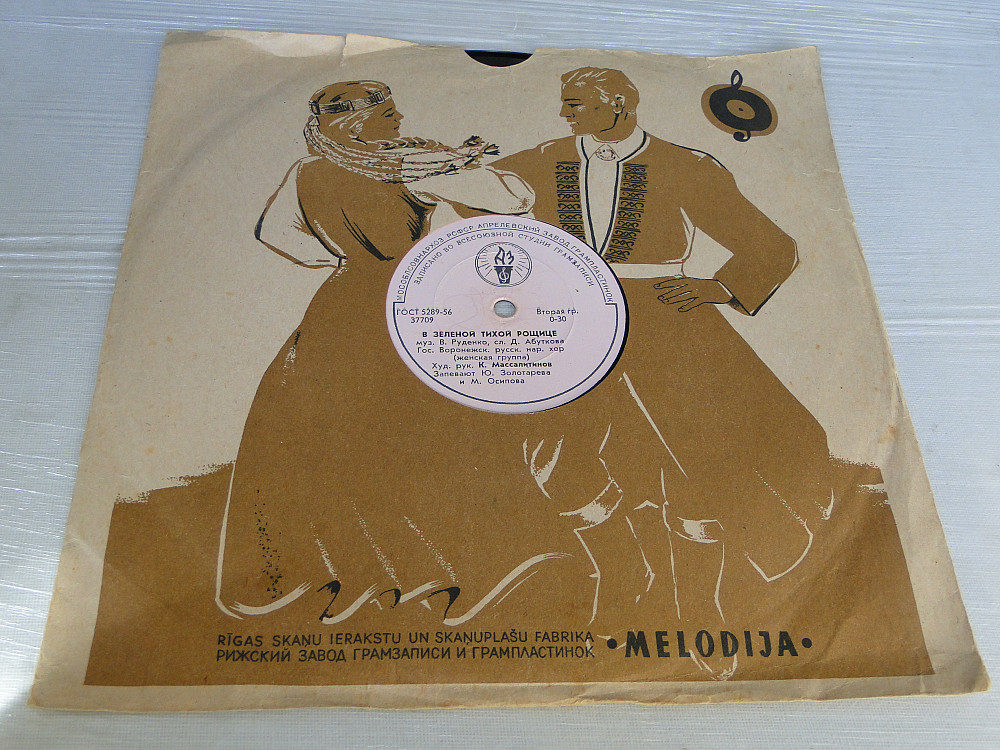 МОСОБЛСОВНАРХОЗ РСФСР АПРЕЛЕВСКИЙ ЗАВОД ГРАМПЛАСТИНОК
ЗАПИСАНО ВО ВСЕСОЮЗНОЙ СТУДИИ ГРАМЗАПИСИ
АЗ
ГОСТ 5289-56 Вторая гр.
37709 0-30
В ЗЕЛЕНОЙ ТИХОЙ РОЩИЦЕ
муз. В. Руденко, сл. Д. Абуткова
Гос. Воронежск. русск. нар. хор
(женская группа)
Худ. рук. К. Массалитинов
Запевают Ю. Золотарева
и М. Осипова
RĪGAS SKAŅU IERAKSTU UN SKAŅUPLAŠU FABRIKA
РИЖСКИЙ ЗАВОД ГРАМЗАПИСИ И ГРАМПЛАСТИНОК
•MELODIJA•